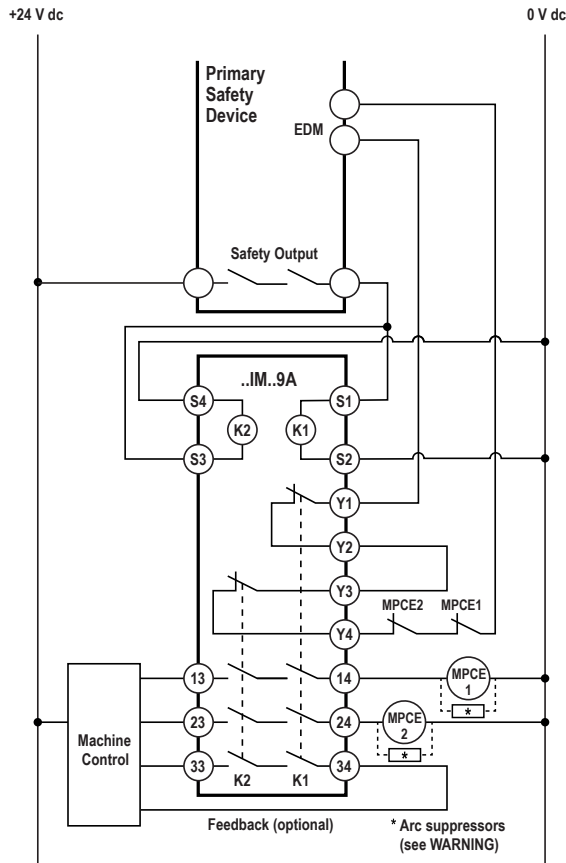 +24 V dc
0 V dc
Primary
Safety
Device
EDM
Safety Output
..IM..9A
S4
S1
K2
K1
S3
S2
Y1
Y2
Y3
MPCE2
MPCE1
Y4
13
14
MPCE
1
*
23
24
MPCE
2
*
Machine
Control
33
34
K2
K1
Feedback (optional)
* Arc suppressors
(see WARNING)